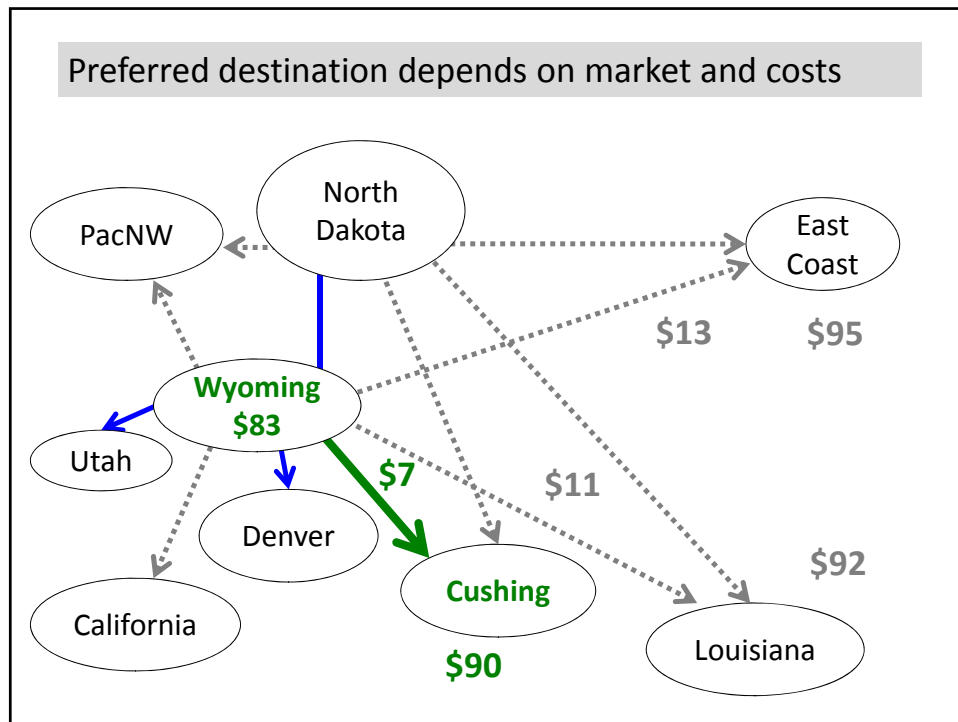 Preferred destination depends on market and costs
North
Dakota
PacNW
East
Coast
$13
$95
Wyoming
$83
Utah
$7
$11
Denver
$92
Cushing
California
Louisiana
$90